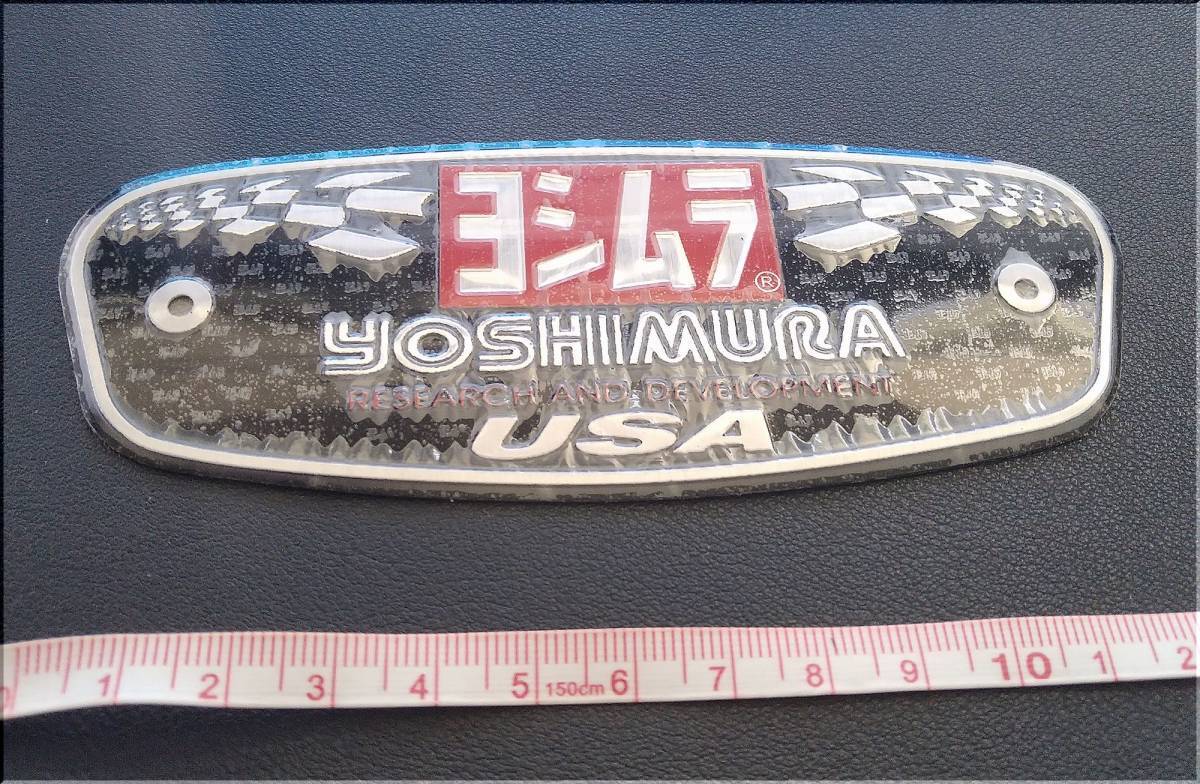 ヨシムラ®
YOSHIMURA
RESEARCH AND DEVELOPMENT
USA
0 1 2 3 4 5 150cm 6 7 8 9 10 1 2